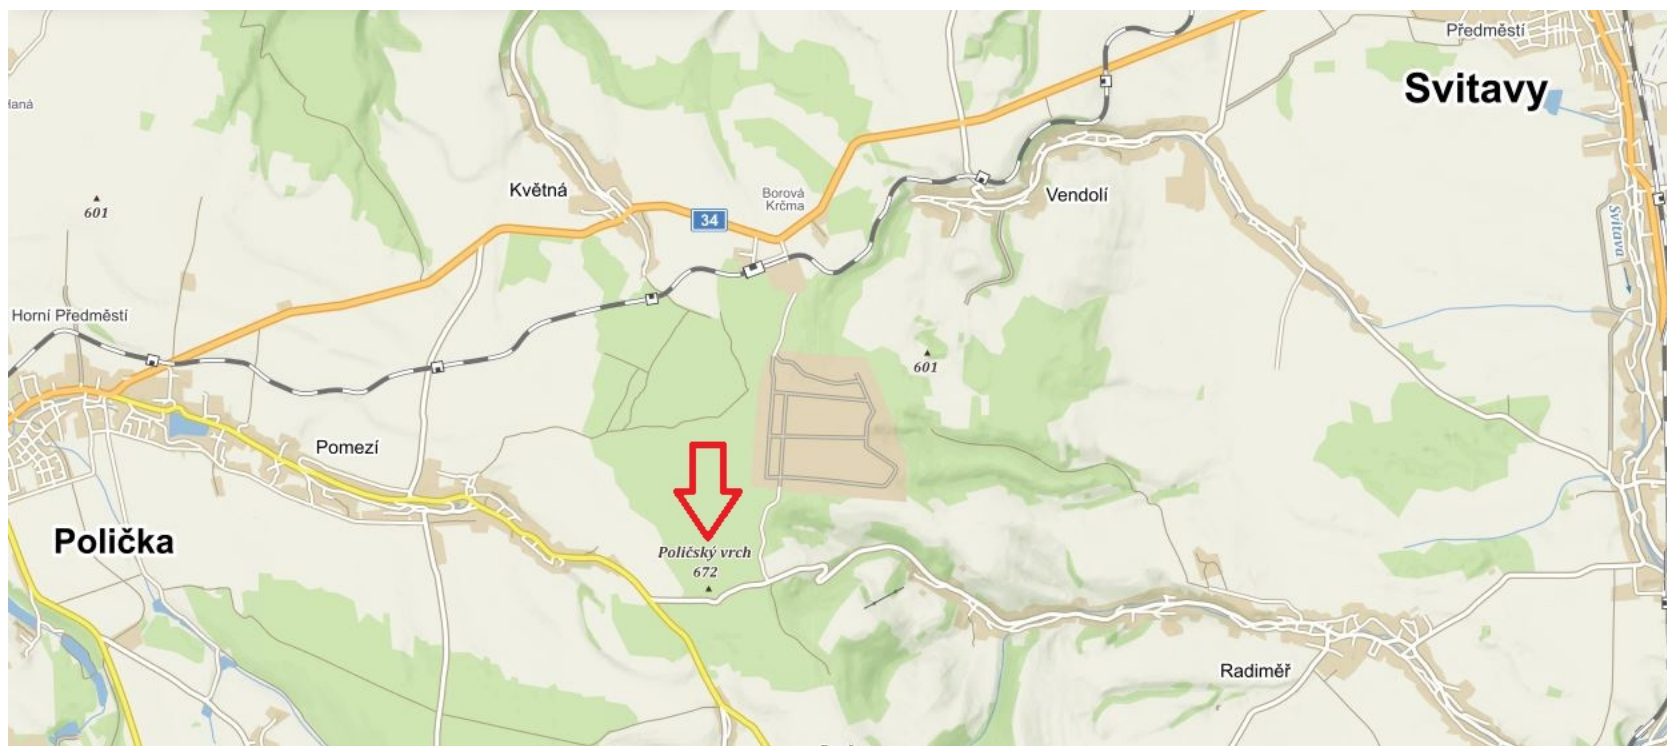 Předměstí
Svitavy
Květná
Borová
Krčma
Vendolí
601
34
Svitava
Horní Předměstí
601
Pomezí
Polička
Poličský vrch
672
Radiměř